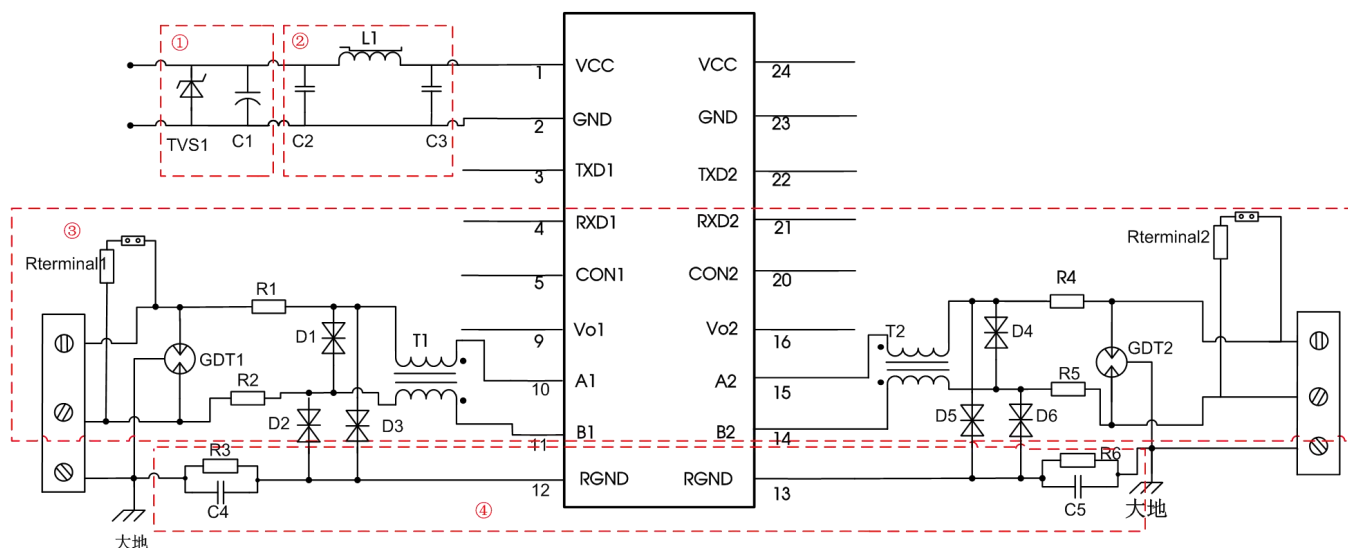 ① ② L1
TVS1 C1 C2 C3
1 VCC VCC 24
2 GND GND 23
3 TXD1 TXD2 22
4 RXD1 RXD2 21
③ Rterminal1 Rterminal2
5 CON1 CON2 20
R1 R4
9 Vo1 Vo2 16
D1 T1 T2 D4
GDT1 GDT2
10 A1 A2 15
R2 R5
D2 D3 D5 D6
11 B1 B2 14
R3 R6
12 RGND RGND 13
C4 ④ C5
大地 大地